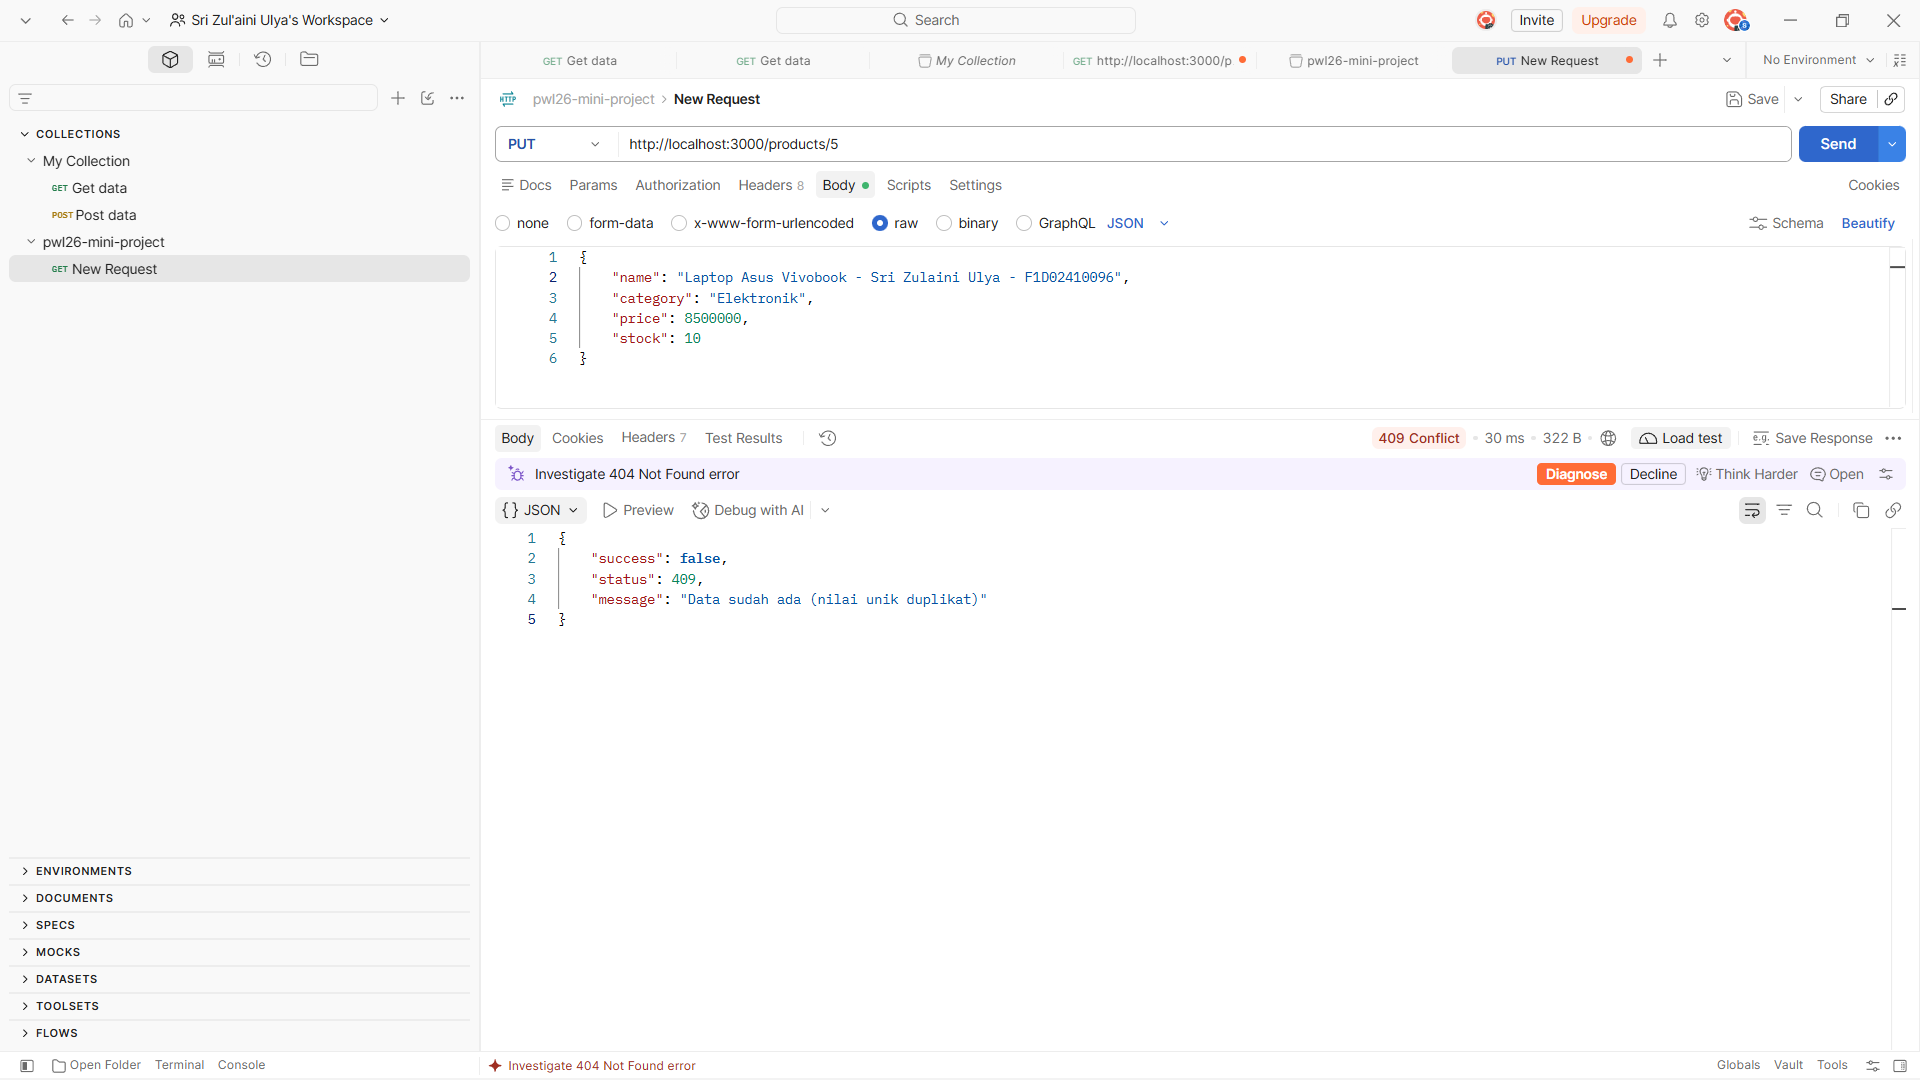 Sri Zul'aini Ulya's Workspace
Search
Invite
Upgrade
8
GET Get data
GET Get data
My Collection
GET http://localhost:3000/p
pwl26-mini-project
PUT New Request
No Environment
COLLECTIONS
My Collection
GET Get data
POST Post data
pwl26-mini-project
GET New Request
ENVIRONMENTS
DOCUMENTS
SPECS
MOCKS
DATASETS
TOOLSETS
FLOWS
HTTP pwl26-mini-project > New Request
Save
Share
PUT http://localhost:3000/products/5
Send
Docs Params Authorization Headers 8 Body Scripts Settings
Cookies
none form-data x-www-form-urlencoded raw binary GraphQL JSON
Schema Beautify
1 {
2 "name": "Laptop Asus Vivobook - Sri Zulaini Ulya - F1D02410096",
3 "category": "Elektronik",
4 "price": 8500000,
5 "stock": 10
6 }
Body Cookies Headers 7 Test Results
409 Conflict 30 ms 322 B Load test e.g. Save Response
Investigate 404 Not Found error
Diagnose Decline Think Harder Open
{} JSON Preview Debug with AI
1 {
2 "success": false,
3 "status": 409,
4 "message": "Data sudah ada (nilai unik duplikat)"
5 }
Open Folder Terminal Console
Investigate 404 Not Found error
Globals Vault Tools